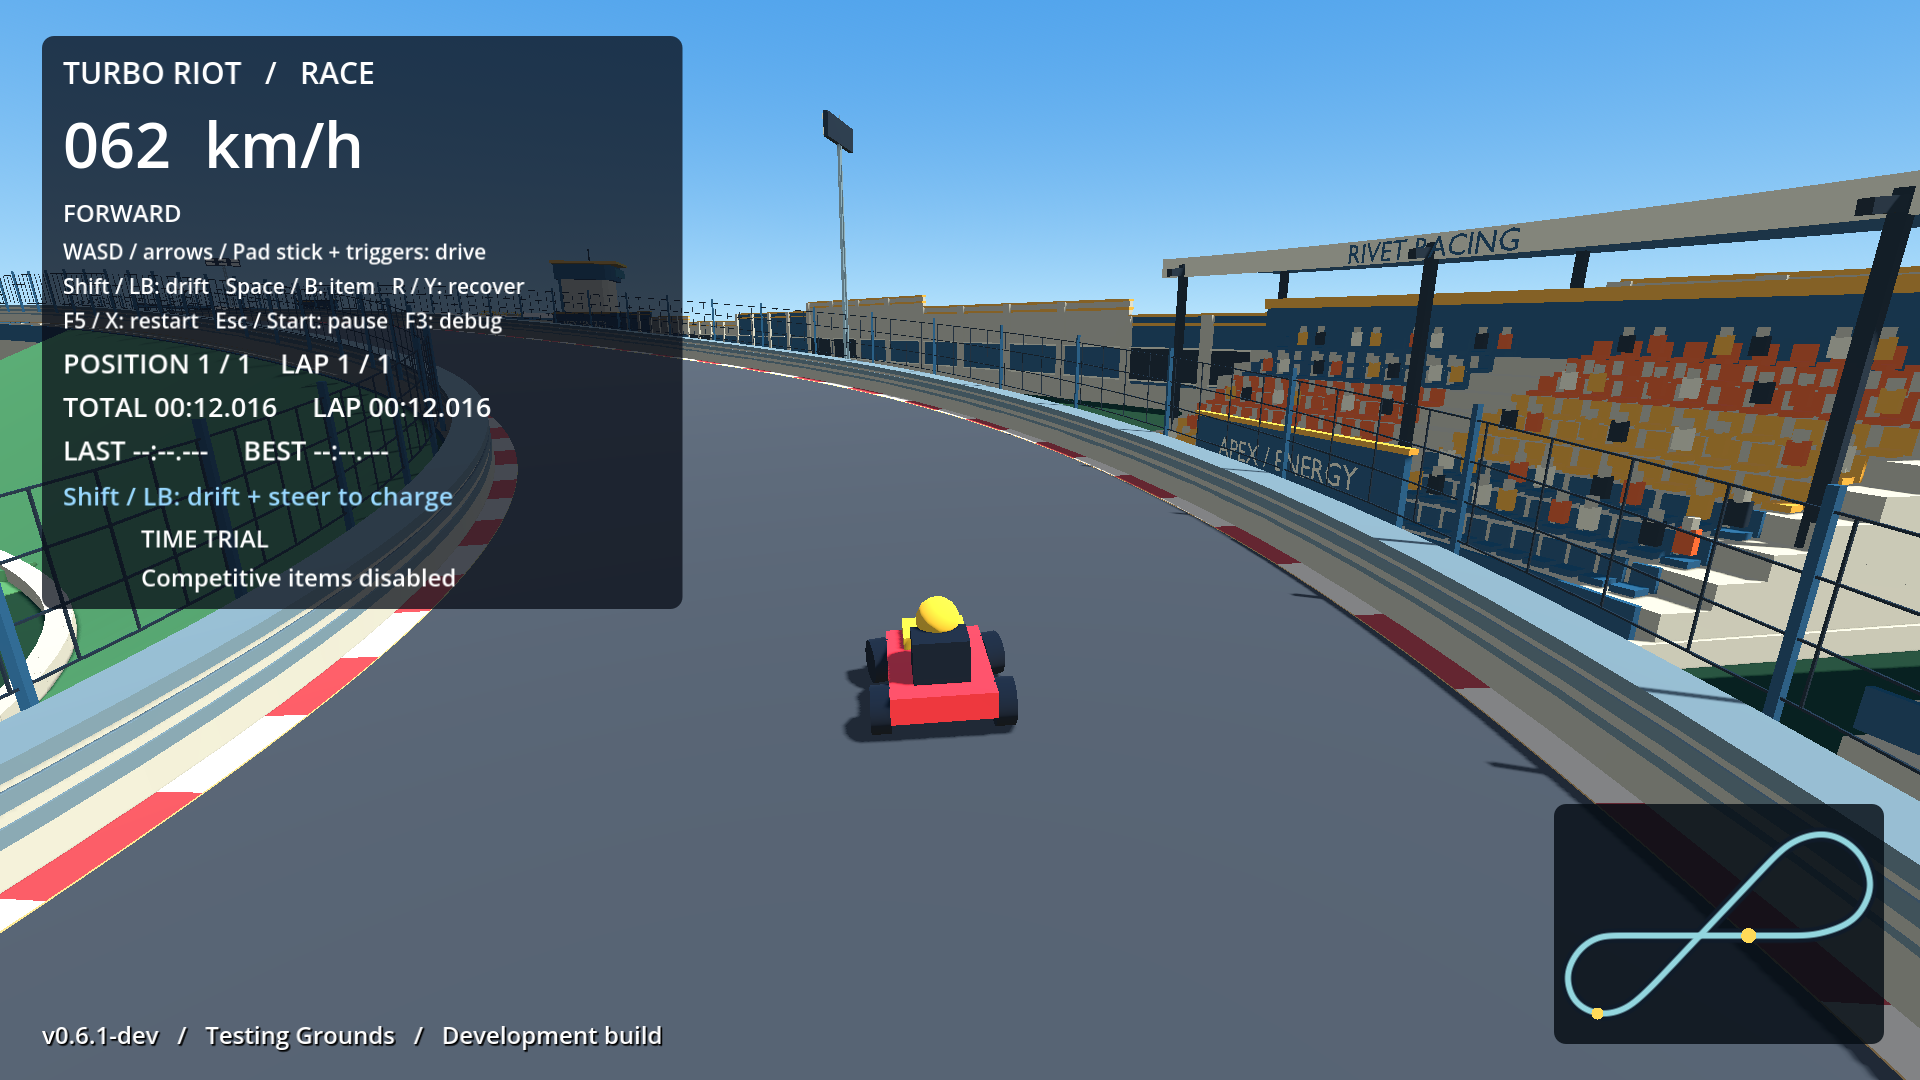 TURBO RIOT / RACE
062 km/h
FORWARD
WASD / arrows / Pad stick + triggers: drive
Shift / LB: drift Space / B: item R / Y: recover
F5 / X: restart Esc / Start: pause F3: debug
POSITION 1 / 1 LAP 1 / 1
TOTAL 00:12.016 LAP 00:12.016
LAST --:--.--- BEST --:--.---
Shift / LB: drift + steer to charge
TIME TRIAL
Competitive items disabled
RIVET RACING
APEX / ENERGY
v0.6.1-dev / Testing Grounds / Development build